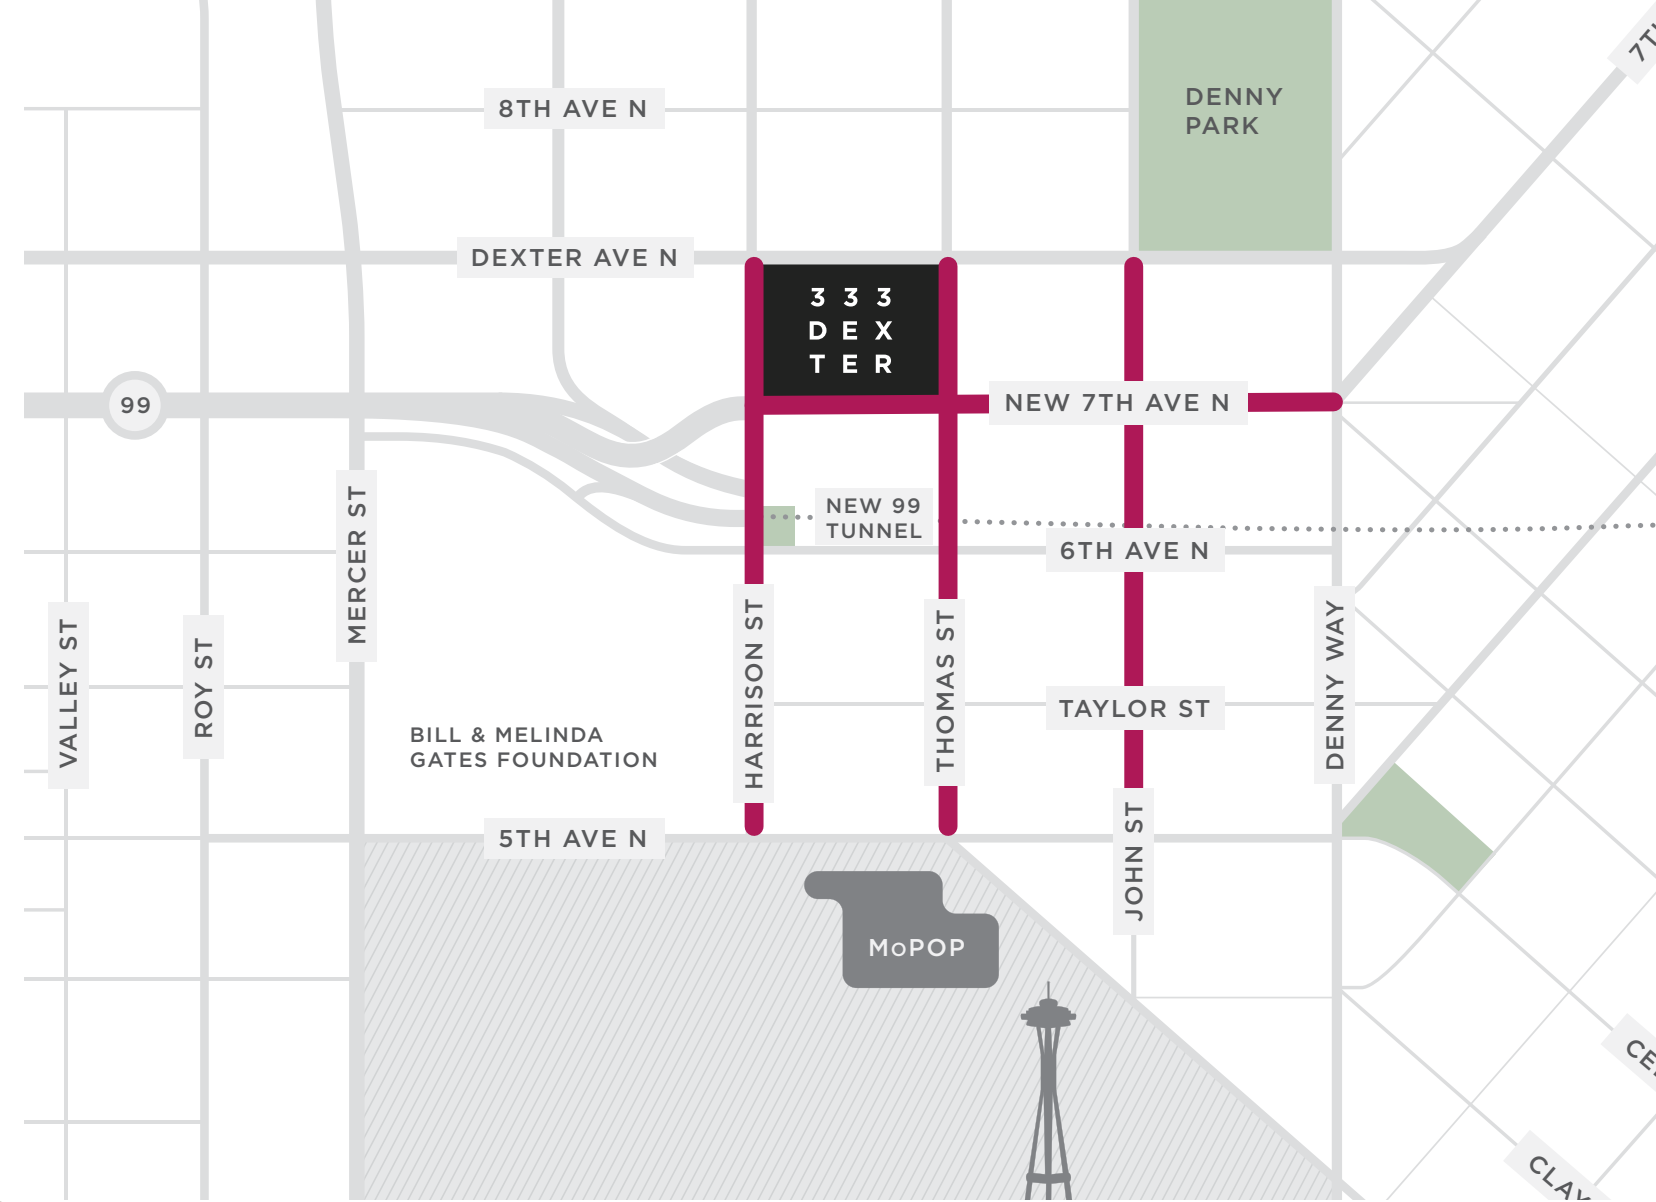 7TH
DENNY
PARK
8TH AVE N
DEXTER AVE N
3 3 3
D E X
T E R
99
NEW 7TH AVE N
NEW 99
TUNNEL
6TH AVE N
MERCER ST
VALLEY ST
ROY ST
HARRISON ST
THOMAS ST
DENNY WAY
TAYLOR ST
BILL & MELINDA
GATES FOUNDATION
5TH AVE N
JOHN ST
MoPOP